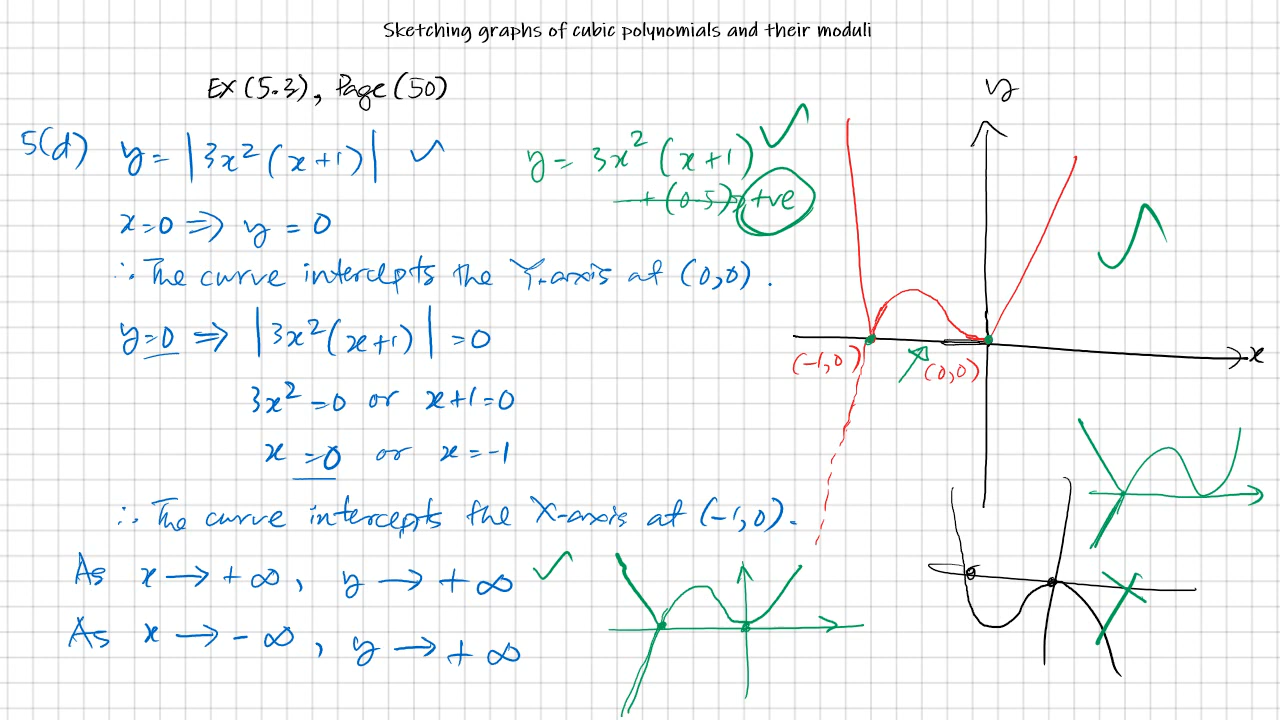 Sketching graphs of cubic polynomials and their moduli
Ex (5.3), Page (50)
5(d) y = |3x²(x+1)|
x=0 ⇒ y = 0
∴ The curve intercepts the Y-axis at (0,0).
y=0 ⇒ |3x²(x+1)| = 0
3x² = 0 or x+1=0
x = 0 or x = -1
∴ The curve intercepts the X-axis at (-1,0).
As x → +∞, y → +∞
As x → -∞, y → +∞
y = 3x² (x+1)
+ (0.5) +ve
y
x
(-1,0)
(0,0)